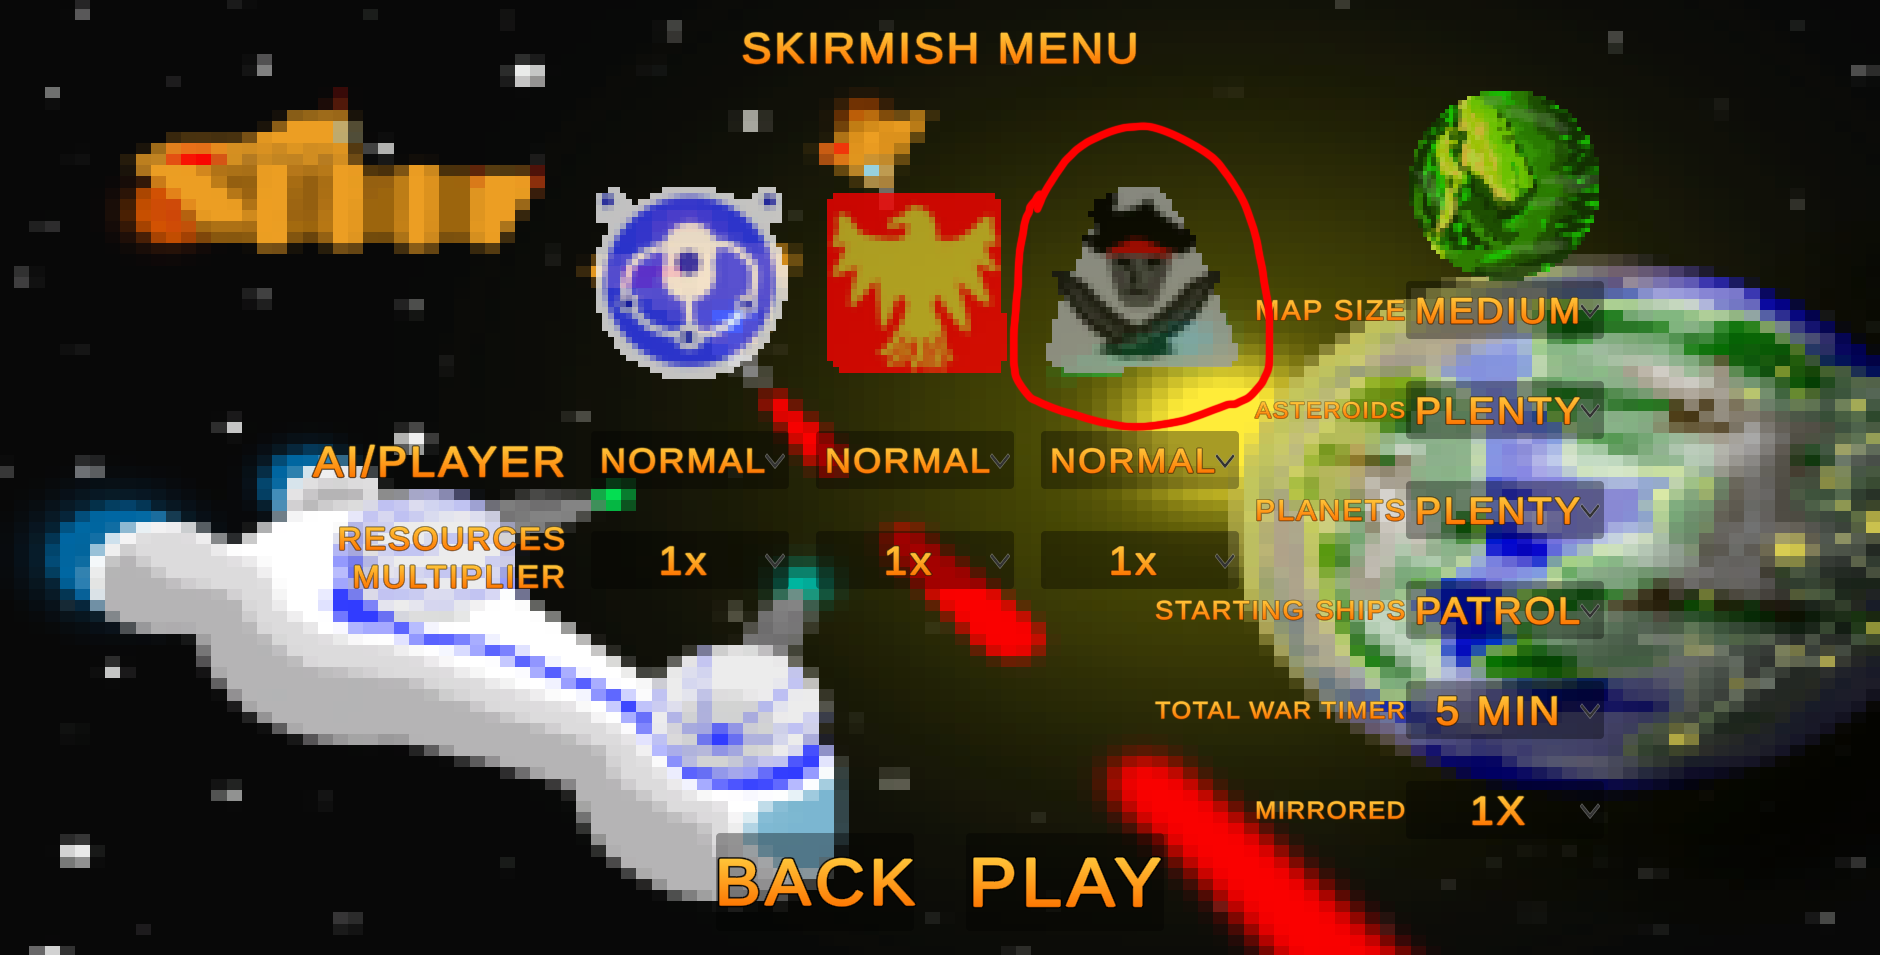 SKIRMISH MENU
MAP SIZE MEDIUM
ASTEROIDS PLENTY
AI/PLAYER NORMAL NORMAL NORMAL
PLANETS PLENTY
RESOURCES
MULTIPLIER 1x 1x 1x
STARTING SHIPS PATROL
TOTAL WAR TIMER 5 MIN
MIRRORED 1X
BACK PLAY